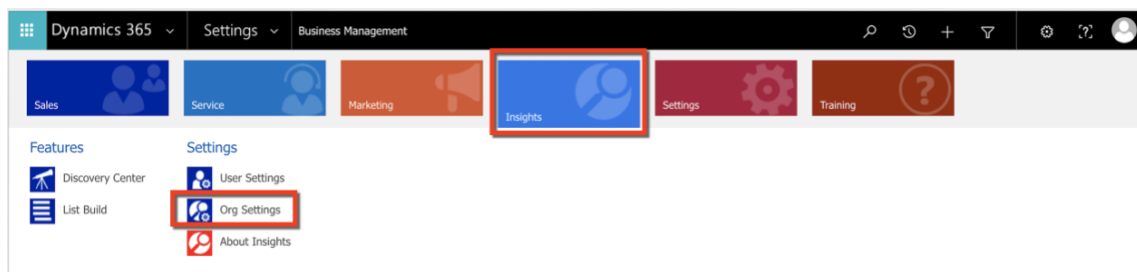 Dynamics 365 Settings Business Management
Sales Service Marketing Insights Settings Training
Features Settings
Discovery Center User Settings
List Build Org Settings
About Insights